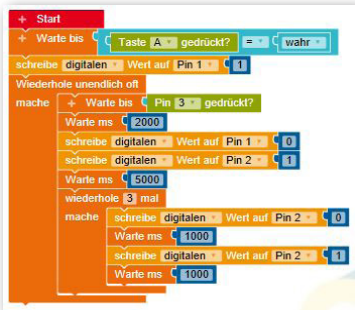 + Start
+ Warte bis Taste A gedrückt? = wahr
schreibe digitalen Wert auf Pin 1 1
Wiederhole unendlich oft
mache + Warte bis Pin 3 gedrückt?
Warte ms 2000
schreibe digitalen Wert auf Pin 1 0
schreibe digitalen Wert auf Pin 2 1
Warte ms 5000
wiederhole 3 mal
mache schreibe digitalen Wert auf Pin 2 0
Warte ms 1000
schreibe digitalen Wert auf Pin 2 1
Warte ms 1000